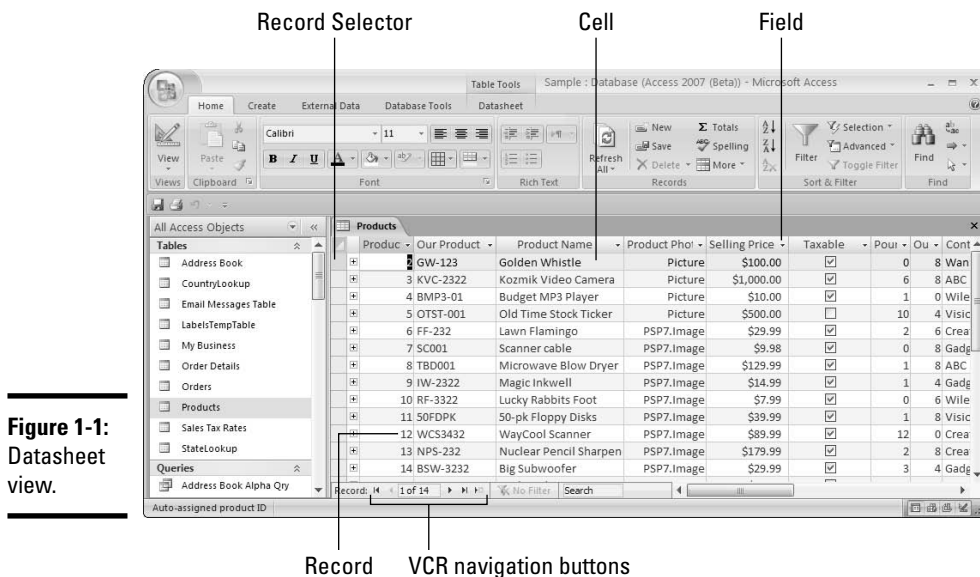 Record Selector Cell Field
Table Tools Sample : Database (Access 2007 (Beta)) - Microsoft Access
Home Create External Data Database Tools Datasheet
View Paste Calibri 11 B I U A Refresh All New Save Delete Totals Spelling More Filter Selection Advanced Toggle Filter Find
Views Clipboard Font Rich Text Records Sort & Filter Find
All Access Objects Products
Tables Produc Our Product Product Name Product Phot Selling Price Taxable Pour Ou Cont
Address Book 2 GW-123 Golden Whistle Picture $100.00 0 8 Wan
CountryLookup 3 KVC-2322 Kozmik Video Camera Picture $1,000.00 6 8 ABC
Email Messages Table 4 BMP3-01 Budget MP3 Player Picture $10.00 1 0 Wile
LabelsTempTable 5 OTST-001 Old Time Stock Ticker Picture $500.00 10 4 Visic
My Business 6 FF-232 Lawn Flamingo PSP7.Image $29.99 2 6 Crea
Order Details 7 SC001 Scanner cable PSP7.Image $9.98 0 8 Gadg
Orders 8 TBD001 Microwave Blow Dryer PSP7.Image $129.99 1 8 ABC
Products 9 IW-2322 Magic Inkwell PSP7.Image $14.99 1 4 Gadg
Sales Tax Rates 10 RF-3322 Lucky Rabbits Foot PSP7.Image $7.99 0 6 Wile
StateLookup 11 50FDPK 50-pk Floppy Disks PSP7.Image $39.99 1 8 Visic
Queries 12 WCS3432 WayCool Scanner PSP7.Image $89.99 12 0 Crea
Address Book Alpha Qry 13 NPS-232 Nuclear Pencil Sharpen PSP7.Image $179.99 2 8 Crea
14 BSW-3232 Big Subwoofer PSP7.Image $29.99 3 4 Gadg
Record: 1 of 14 No Filter Search
Auto-assigned product ID
Figure 1-1:
Datasheet
view.
Record VCR navigation buttons